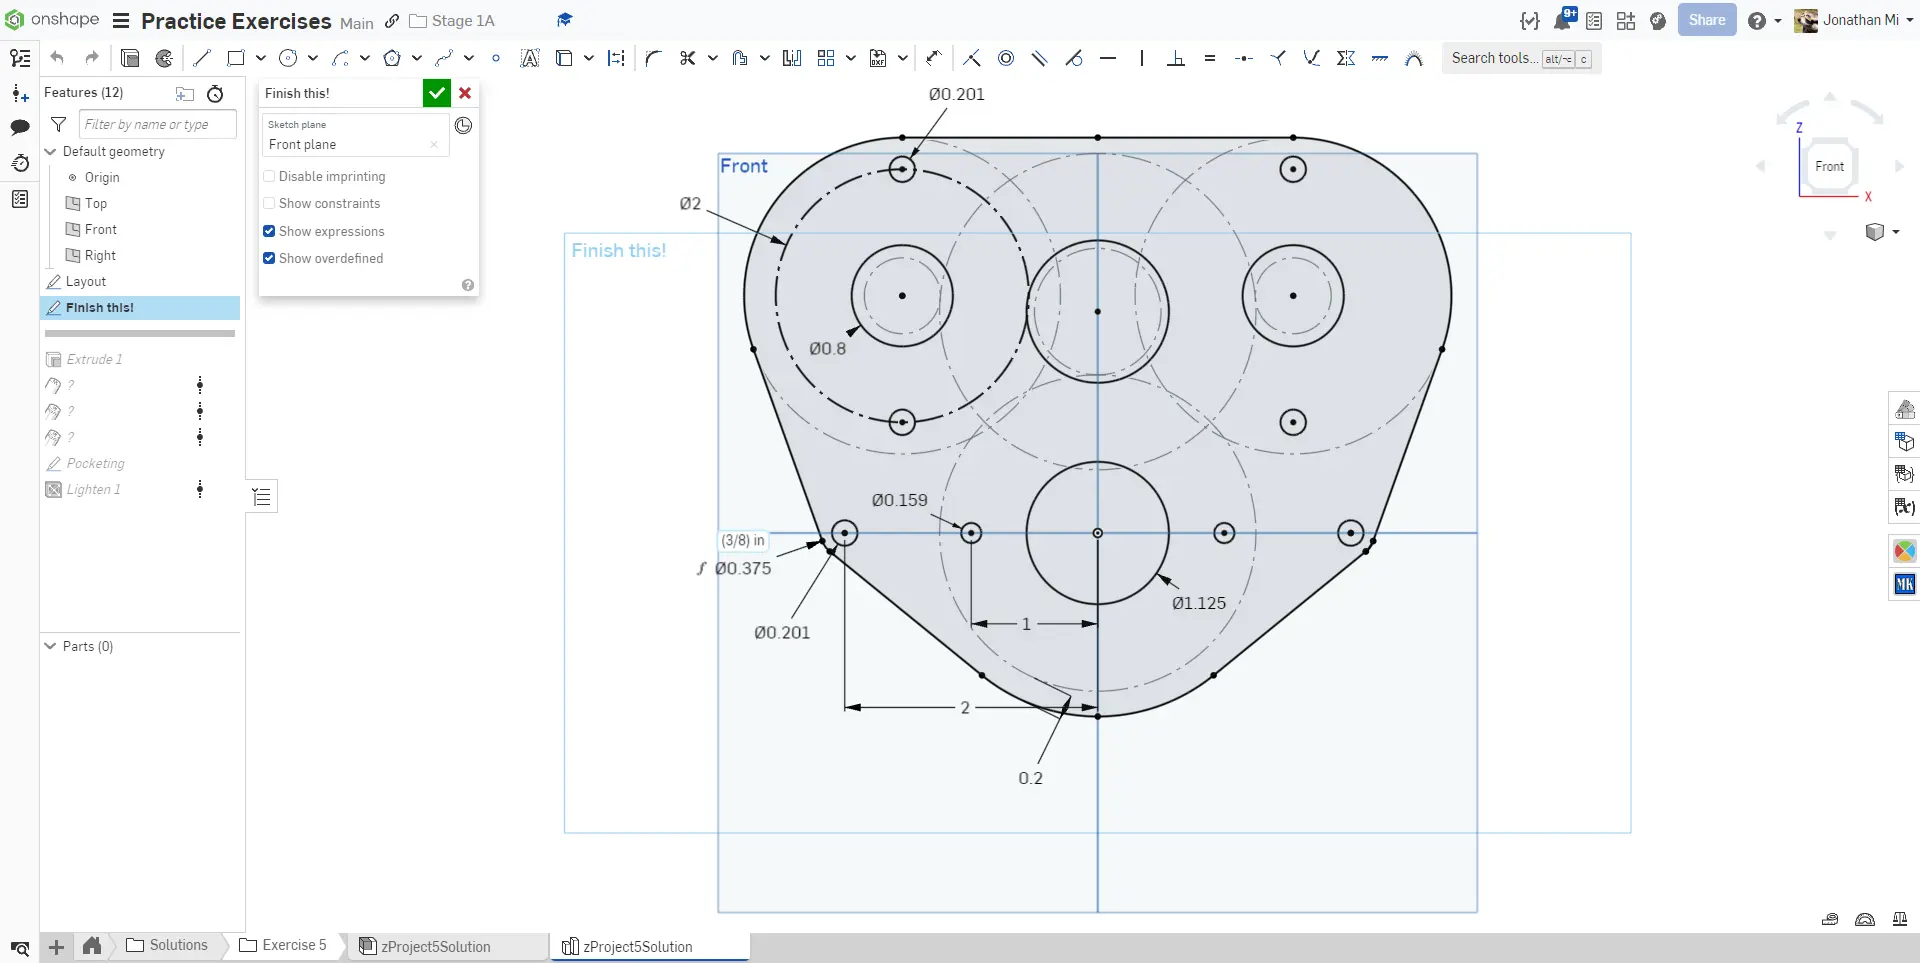 onshape Practice Exercises Main Stage 1A
9+
Share
Jonathan Mi
Search tools... alt/⌥ c
Features (12)
Filter by name or type
Default geometry
Origin
Top
Front
Right
Layout
Finish this!
Extrude 1
?
?
?
Pocketing
Lighten 1
Parts (0)
Finish this!
Sketch plane
Front plane
Disable imprinting
Show constraints
Show expressions
Show overdefined
Front
Finish this!
Ø0.201
Ø2
Ø0.8
Ø0.159
(3/8) in
ƒ Ø0.375
Ø0.201
Ø1.125
1
2
0.2
Z
Front
X
MK
Solutions
Exercise 5
zProject5Solution
zProject5Solution